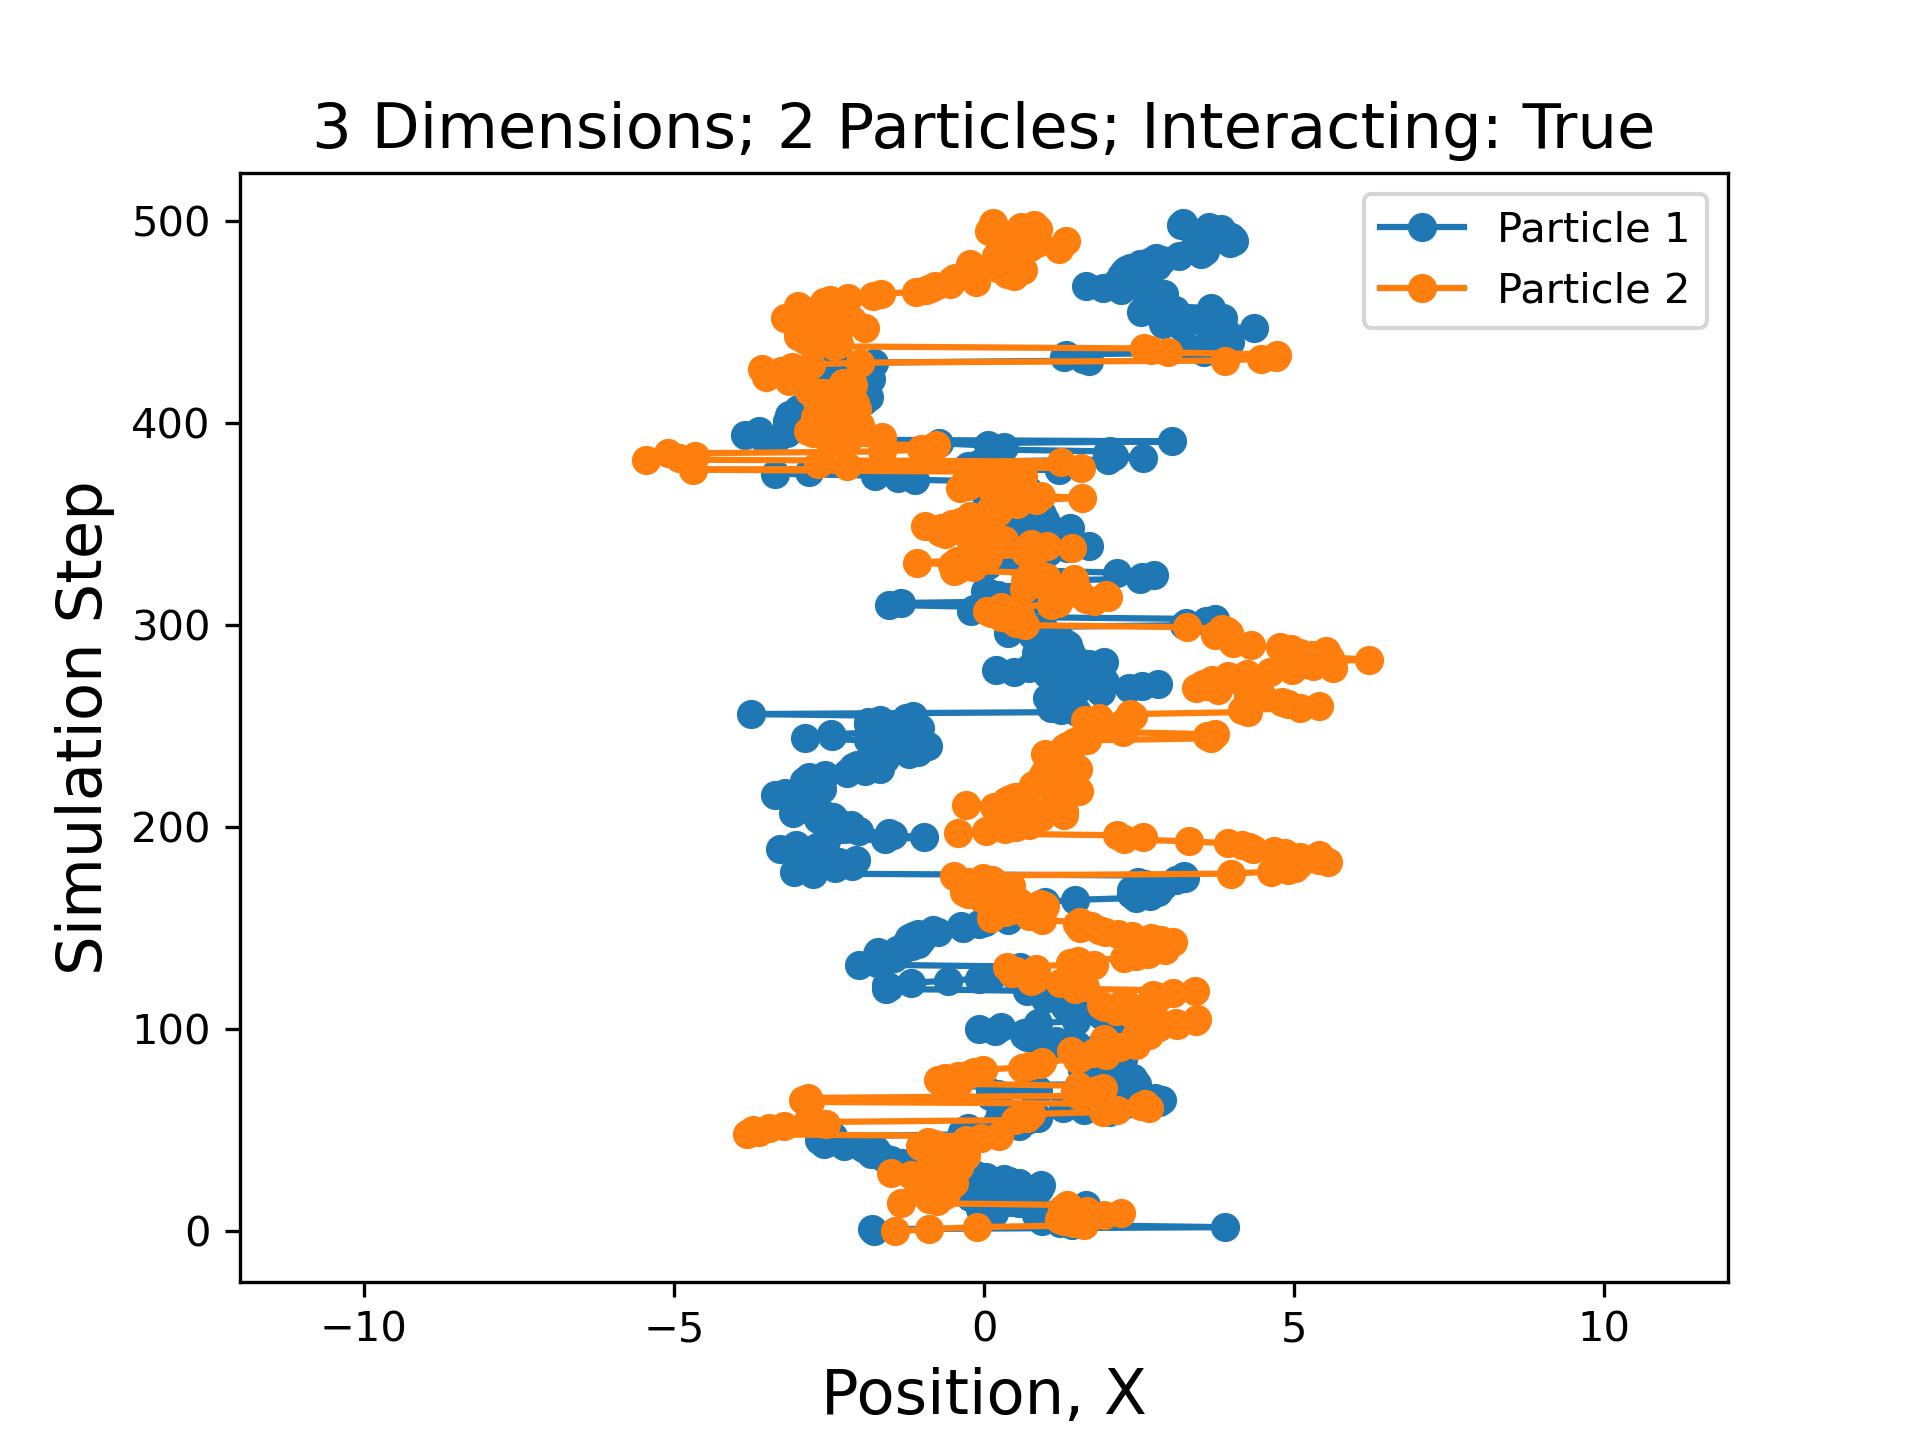 3 Dimensions; 2 Particles; Interacting: True
Particle 1
Particle 2
Simulation Step
500
400
300
200
100
0
−10
−5
0
5
10
Position, X